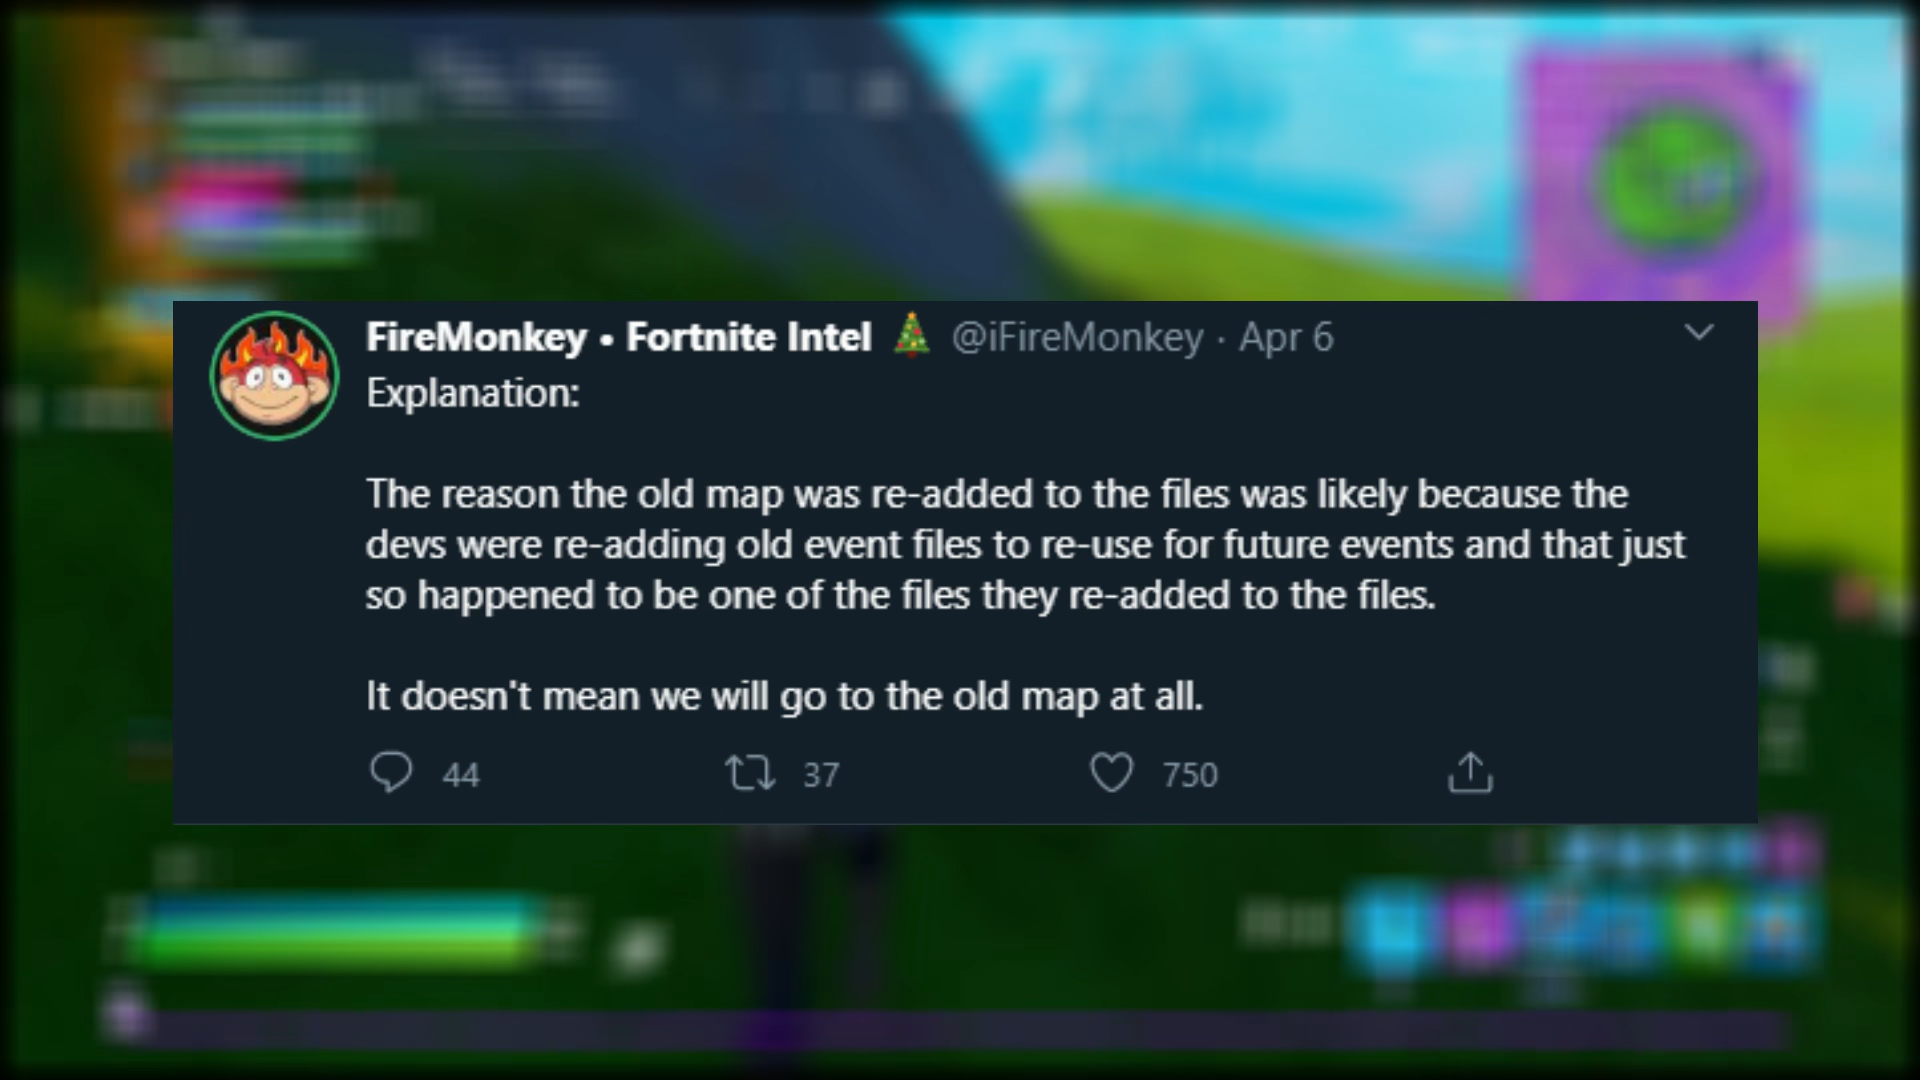 FireMonkey • Fortnite Intel 🎄 @iFireMonkey · Apr 6
Explanation:
The reason the old map was re-added to the files was likely because the
devs were re-adding old event files to re-use for future events and that just
so happened to be one of the files they re-added to the files.
It doesn't mean we will go to the old map at all.
44 37 750